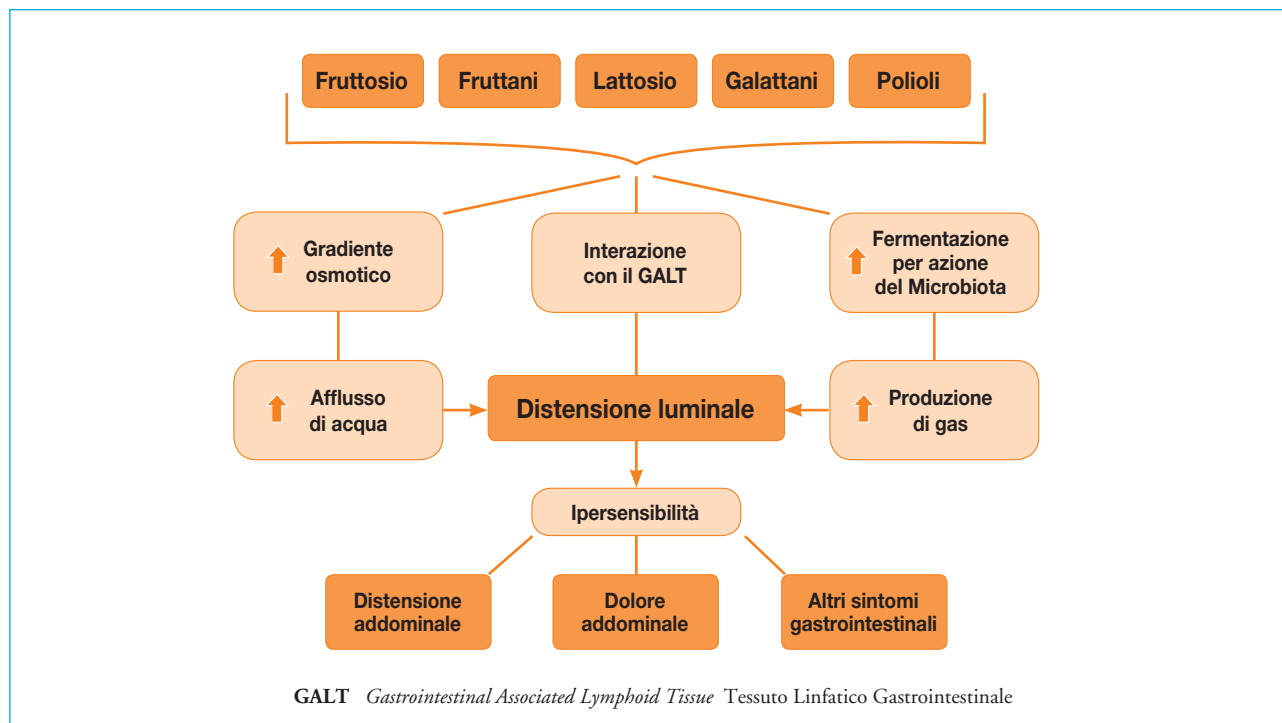 Fruttosio
Fruttani
Lattosio
Galattani
Polioli
Gradiente
osmotico
Interazione
con il GALT
Fermentazione
per azione
del Microbiota
Afflusso
di acqua
Distensione luminale
Produzione
di gas
Ipersensibilità
Distensione
addominale
Dolore
addominale
Altri sintomi
gastrointestinali
GALT Gastrointestinal Associated Lymphoid Tissue Tessuto Linfatico Gastrointestinale